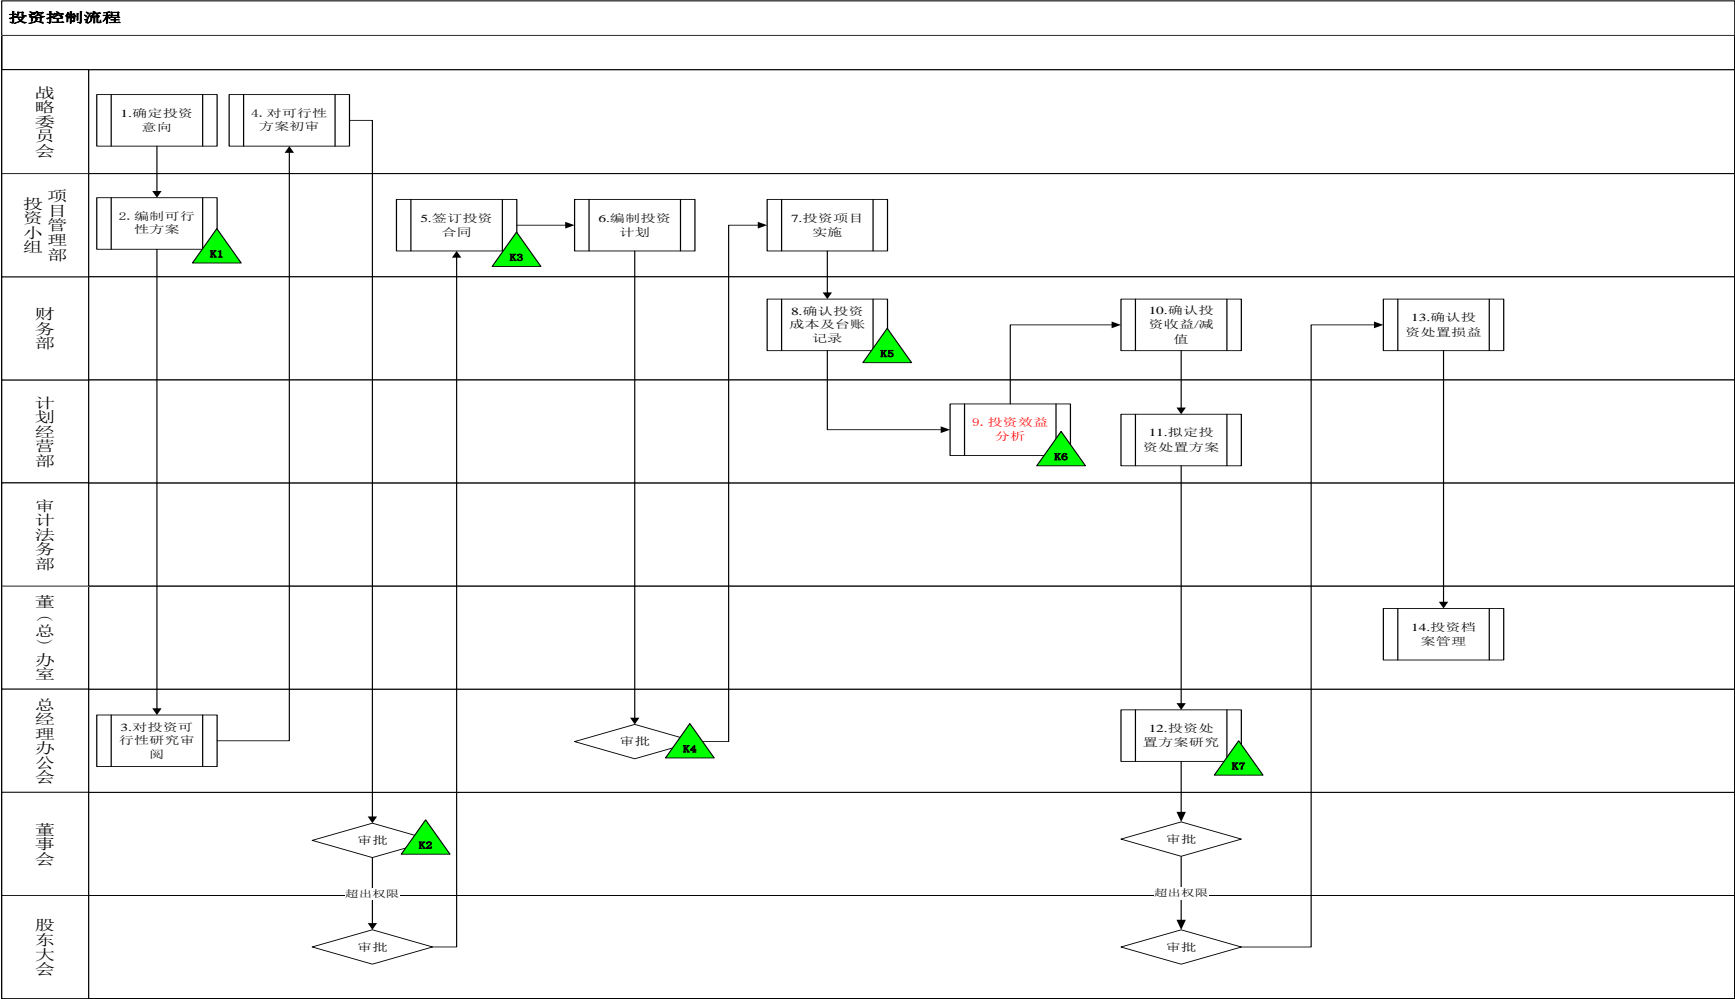 投资控制流程
战略委员会
1.确定投资
意向
4. 对可行性
方案初审
项目管理部
投资小组
2. 编制可行
性方案
K1
5.签订投资
合同
K3
6.编制投资
计划
7.投资项目
实施
财务部
8.确认投资
成本及台账
记录
K5
10.确认投
资收益/减
值
13.确认投
资处置损益
计划经营部
9. 投资效益
分析
K6
11.拟定投
资处置方案
审计法务部
董（总）办室
14.投资档
案管理
总经理办公会
3.对投资可
行性研究审
阅
审批
K4
12.投资处
置方案研究
K7
董事会
审批
K2
审批
超出权限
超出权限
股东大会
审批
审批